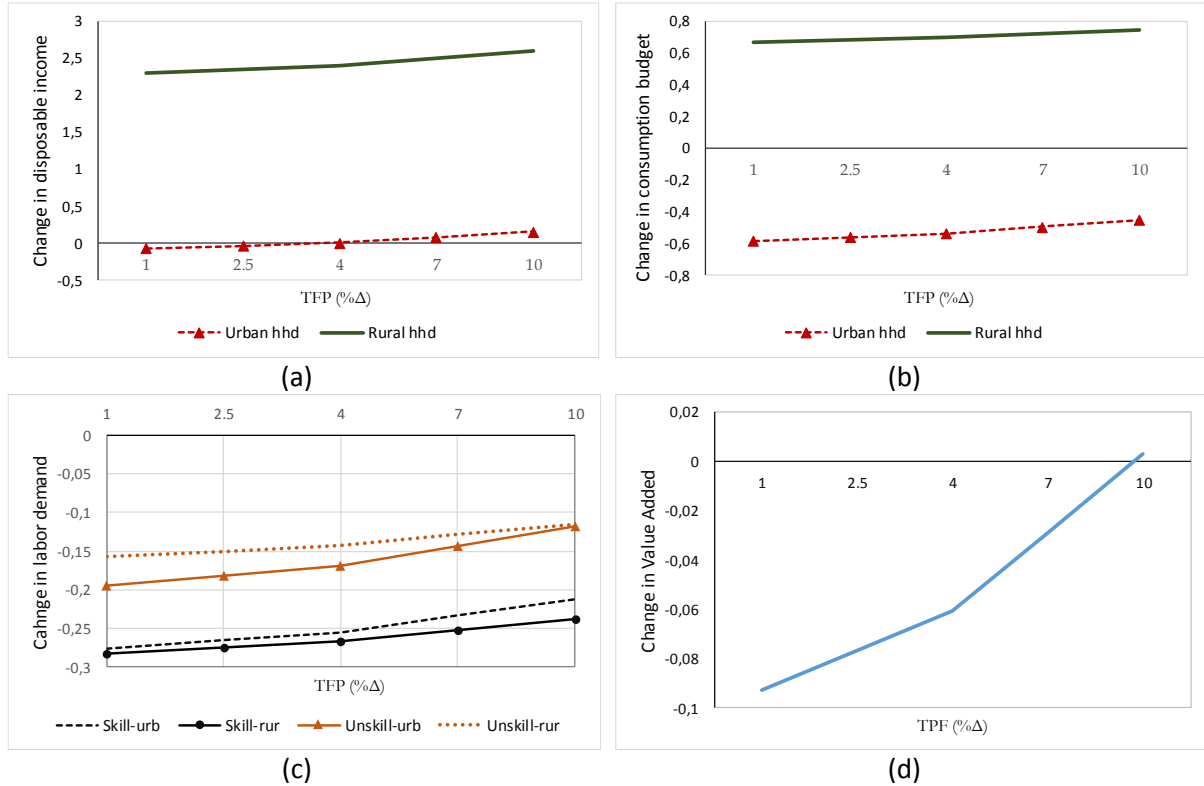 Change in disposable income
3
2,5
2
1,5
1
0,5
0
-0,5
1 2.5 4 7 10
TFP (%Δ)
Urban hhd Rural hhd
(a)
Change in consumption budget
0,8
0,6
0,4
0,2
0
-0,2
-0,4
-0,6
-0,8
1 2.5 4 7 10
TFP (%Δ)
Urban hhd Rural hhd
(b)
Cahnge in labor demand
1 2.5 4 7 10
0
-0,05
-0,1
-0,15
-0,2
-0,25
-0,3
TFP (%Δ)
Skill-urb Skill-rur Unskill-urb Unskill-rur
(c)
Change in Value Added
0,02
0
-0,02
-0,04
-0,06
-0,08
-0,1
1 2.5 4 7 10
TPF (%Δ)
(d)